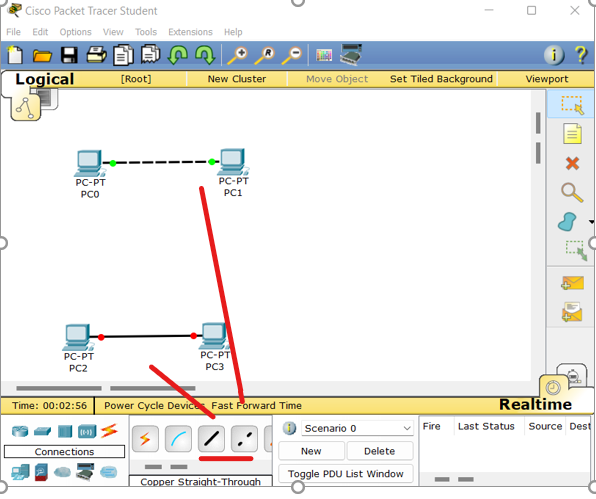 Cisco Packet Tracer Student
File Edit Options View Tools Extensions Help
Logical [Root] New Cluster Move Object Set Tiled Background Viewport
PC-PT PC-PT
PC0 PC1
PC-PT PC-PT
PC2 PC3
Time: 00:02:56 Power Cycle Devices Fast Forward Time Realtime
Scenario 0 Fire Last Status Source Dest
Connections New Delete
Toggle PDU List Window
Copper Straight-Through